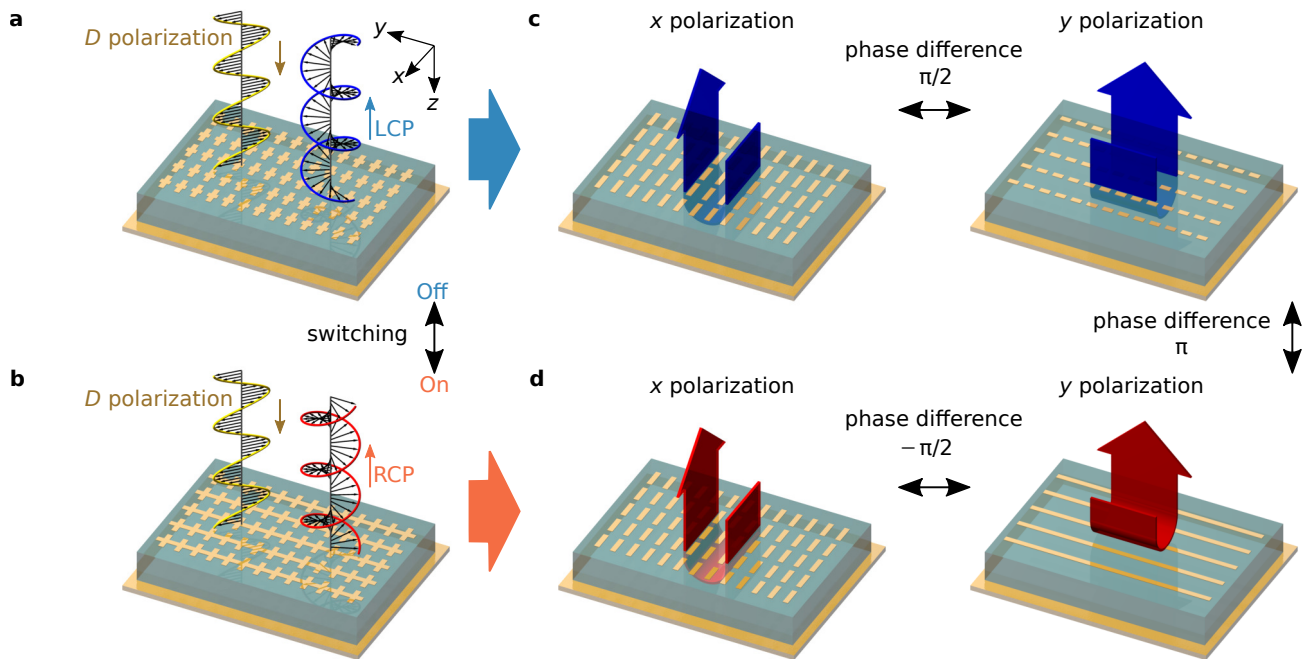 a
D polarization
y
x
z
LCP
c
x polarization
phase difference
π/2
y polarization
Off
switching
On
phase difference
π
b
D polarization
RCP
d
x polarization
phase difference
−π/2
y polarization